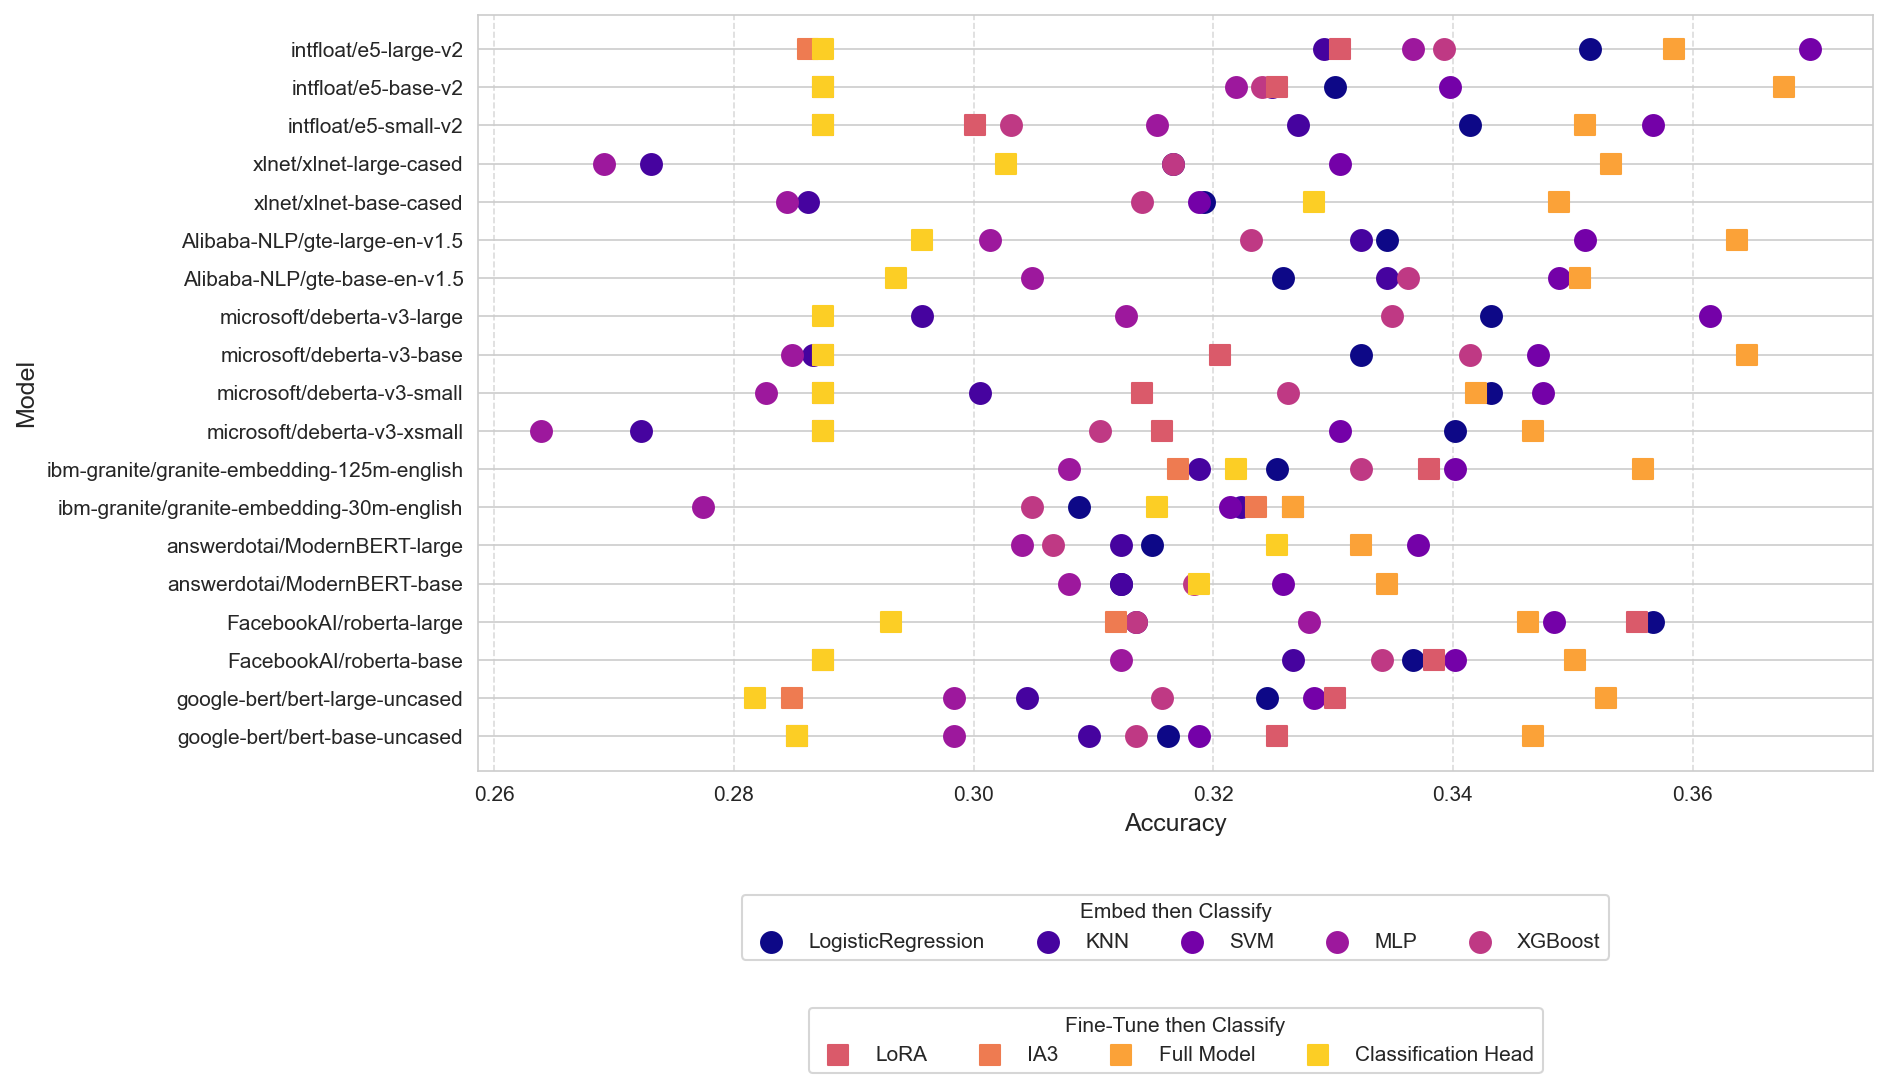 Model
intfloat/e5-large-v2
intfloat/e5-base-v2
intfloat/e5-small-v2
xlnet/xlnet-large-cased
xlnet/xlnet-base-cased
Alibaba-NLP/gte-large-en-v1.5
Alibaba-NLP/gte-base-en-v1.5
microsoft/deberta-v3-large
microsoft/deberta-v3-base
microsoft/deberta-v3-small
microsoft/deberta-v3-xsmall
ibm-granite/granite-embedding-125m-english
ibm-granite/granite-embedding-30m-english
answerdotai/ModernBERT-large
answerdotai/ModernBERT-base
FacebookAI/roberta-large
FacebookAI/roberta-base
google-bert/bert-large-uncased
google-bert/bert-base-uncased
0.26 0.28 0.30 0.32 0.34 0.36
Accuracy
Embed then Classify
LogisticRegression KNN SVM MLP XGBoost
Fine-Tune then Classify
LoRA IA3 Full Model Classification Head